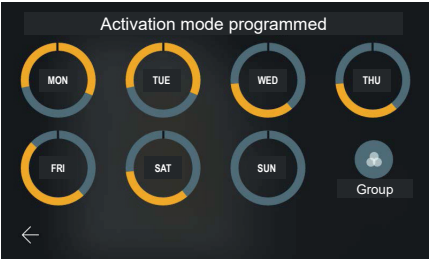 Activation mode programmed
MON TUE WED THU
FRI SAT SUN
Group